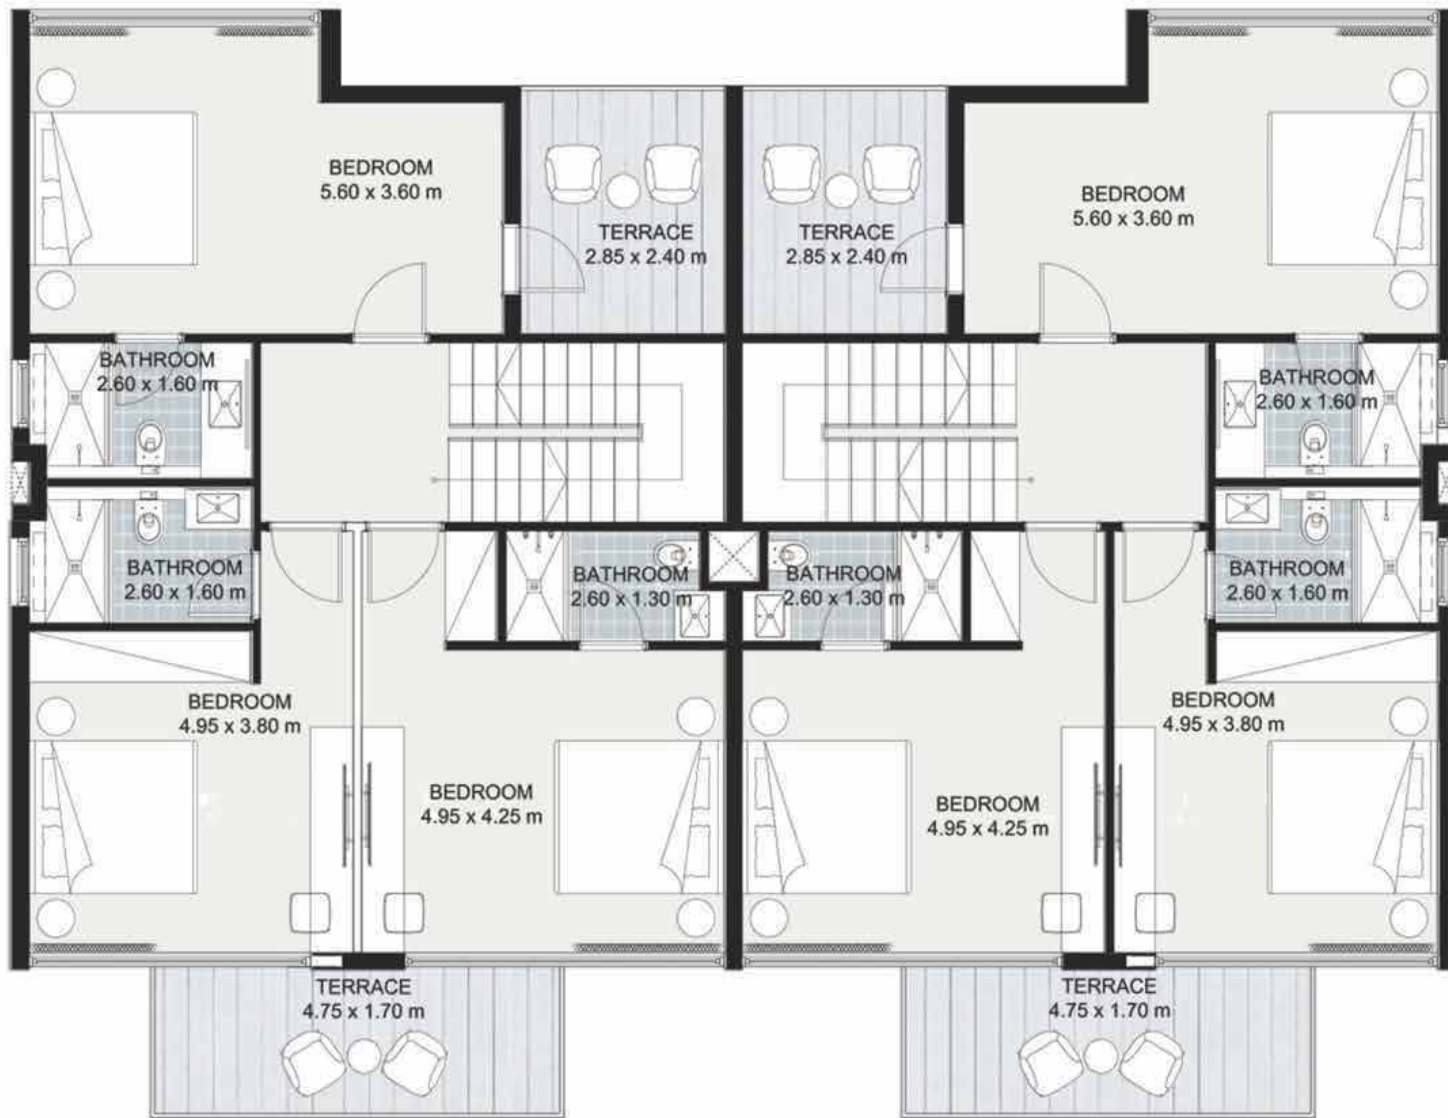 BEDROOM
5.60 x 3.60 m
TERRACE
2.85 x 2.40 m
TERRACE
2.85 x 2.40 m
BEDROOM
5.60 x 3.60 m
BATHROOM
2.60 x 1.60 m
BATHROOM
2.60 x 1.60 m
BATHROOM
2.60 x 1.60 m
BATHROOM
2.60 x 1.30 m
BATHROOM
2.60 x 1.30 m
BATHROOM
2.60 x 1.60 m
BEDROOM
4.95 x 3.80 m
BEDROOM
4.95 x 4.25 m
BEDROOM
4.95 x 4.25 m
BEDROOM
4.95 x 3.80 m
TERRACE
4.75 x 1.70 m
TERRACE
4.75 x 1.70 m